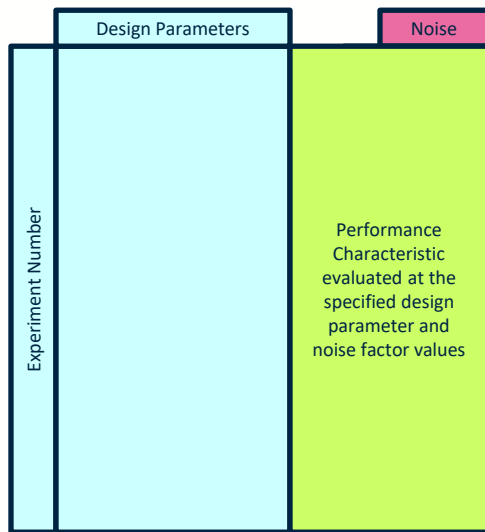 Design Parameters
Noise
Experiment Number
Performance
Characteristic
evaluated at the
specified design
parameter and
noise factor values